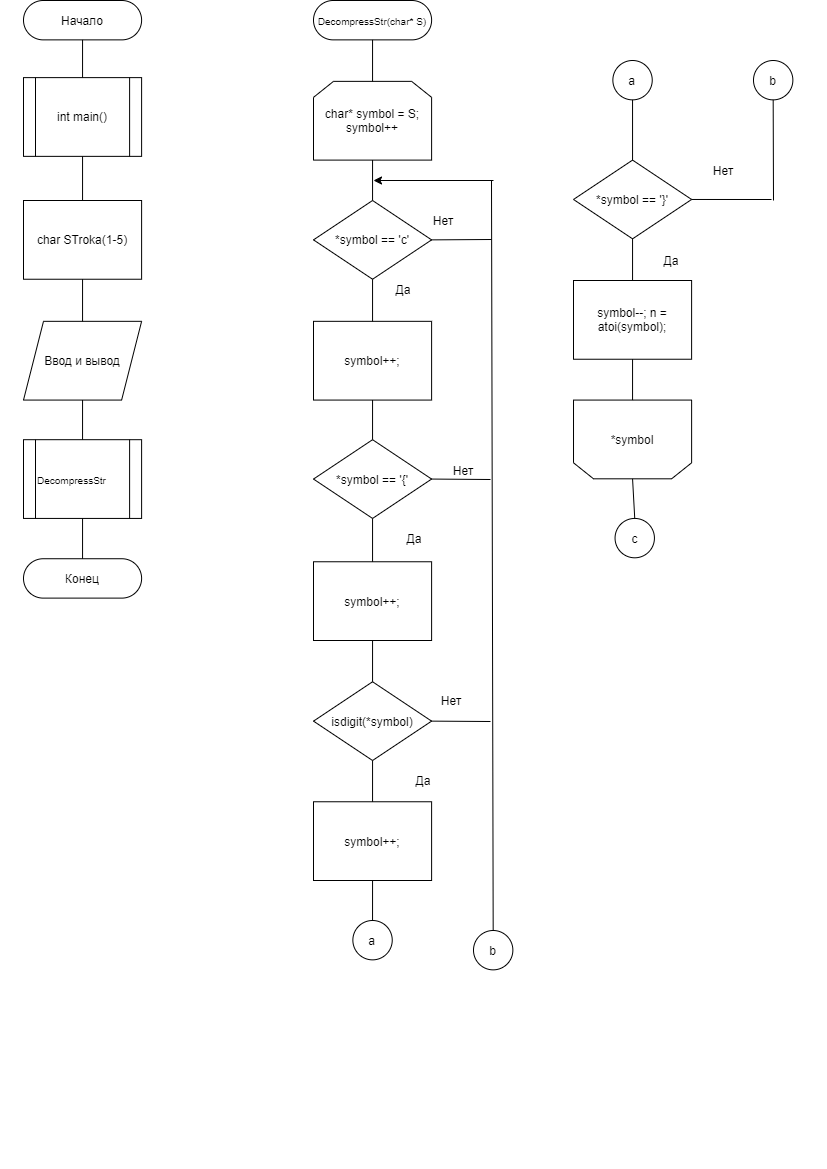 Начало
int main()
char STroka(1-5)
Ввод и вывод
DecompressStr
Конец
DecompressStr(char* S)
char* symbol = S;
symbol++
*symbol == 'c'
Нет
Да
symbol++;
*symbol == '{'
Нет
Да
symbol++;
isdigit(*symbol)
Нет
Да
symbol++;
a
b
a
b
*symbol == '}'
Нет
Да
symbol--; n =
atoi(symbol);
*symbol
c